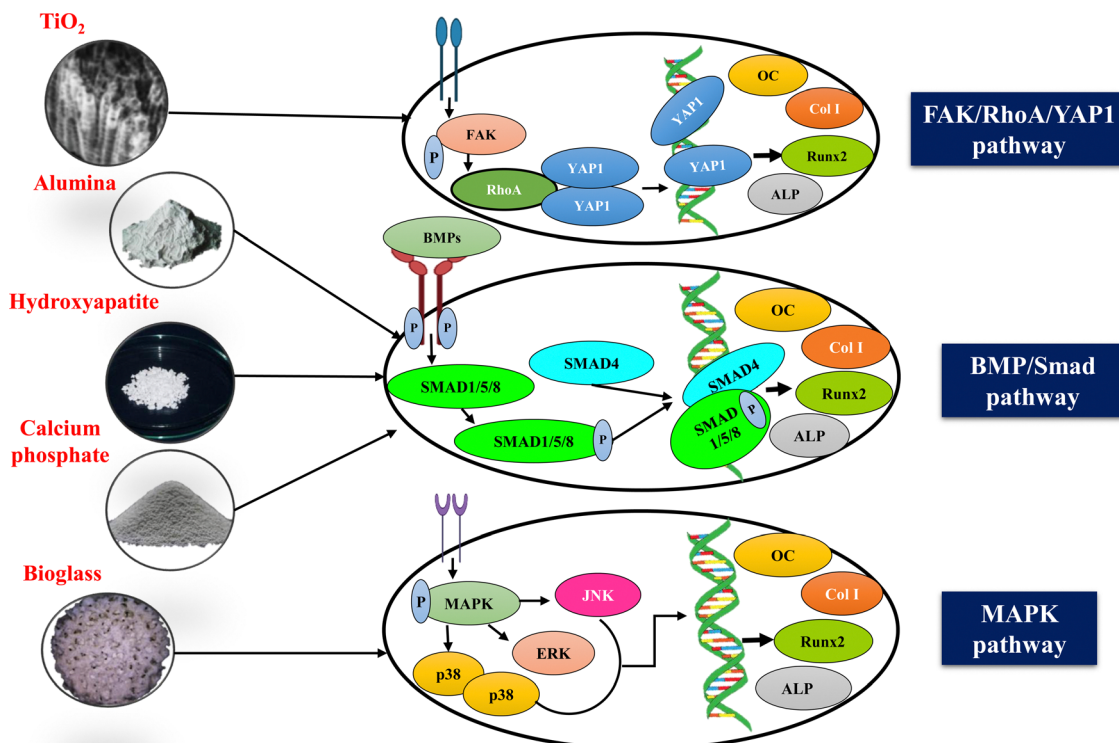 TiO₂
Alumina
Hydroxyapatite
Calcium
phosphate
Bioglass
FAK
P
RhoA
YAP1
YAP1
YAP1
YAP1
OC
Col I
Runx2
ALP
FAK/RhoA/YAP1
pathway
BMPs
P
P
SMAD1/5/8
SMAD1/5/8
P
SMAD4
SMAD4
SMAD
1/5/8
P
OC
Col I
Runx2
ALP
BMP/Smad
pathway
P
MAPK
JNK
ERK
p38
p38
OC
Col I
Runx2
ALP
MAPK
pathway